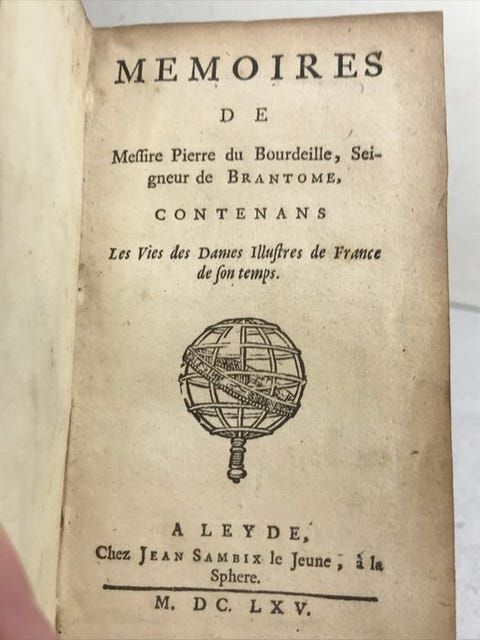 MEMOIRES
DE
Meſſire Pierre du Bourdeille, Sei-
gneur de BRANTOME,
CONTENANS
Les Vies des Dames Illuſtres de France
de ſon temps.
A LEYDE,
Chez JEAN SAMBIX le Jeune, à la
Sphere.
M. DC. LXV.